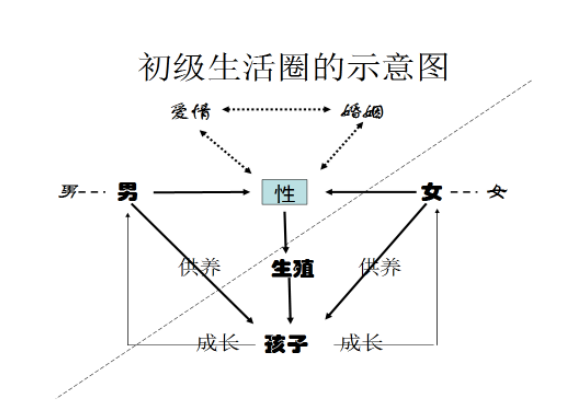 初级生活圈的示意图
爱情 婚姻
男 男 性 女 女
供养 生殖 供养
成长 孩子 成长